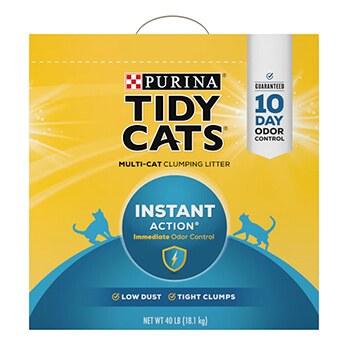 PURINA
TIDY
CATS®
MULTI-CAT CLUMPING LITTER
GUARANTEED
10
DAY
ODOR
CONTROL
INSTANT
ACTION®
Immediate Odor Control
LOW DUST
TIGHT CLUMPS
NET WT 40 LB (18.1 kg)